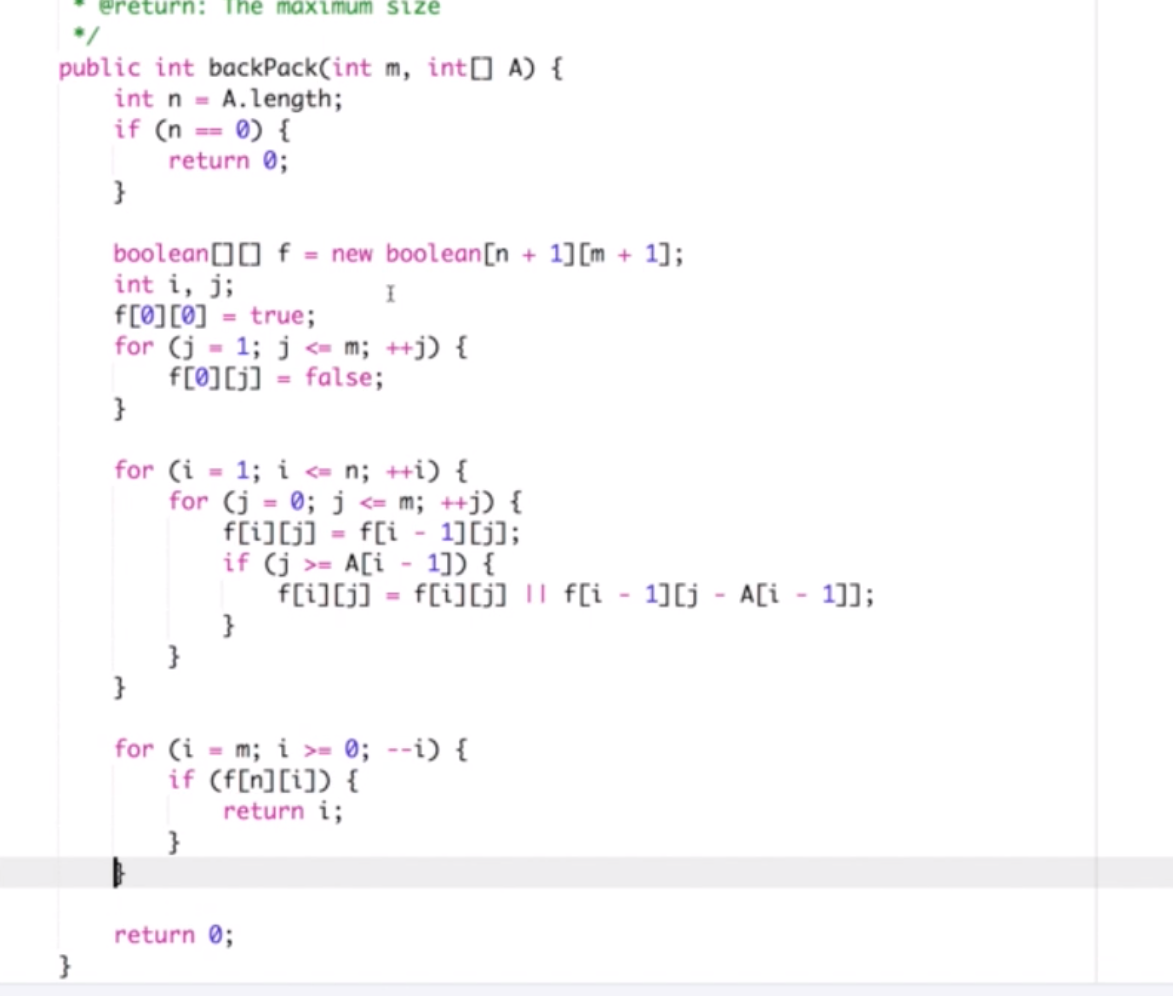 * @return: The maximum size
*/
public int backPack(int m, int[] A) {
    int n = A.length;
    if (n == 0) {
        return 0;
    }

    boolean[][] f = new boolean[n + 1][m + 1];
    int i, j;
    f[0][0] = true;
    for (j = 1; j <= m; ++j) {
        f[0][j] = false;
    }

    for (i = 1; i <= n; ++i) {
        for (j = 0; j <= m; ++j) {
            f[i][j] = f[i - 1][j];
            if (j >= A[i - 1]) {
                f[i][j] = f[i][j] || f[i - 1][j - A[i - 1]];
            }
        }
    }

    for (i = m; i >= 0; --i) {
        if (f[n][i]) {
            return i;
        }
    }

    return 0;
}